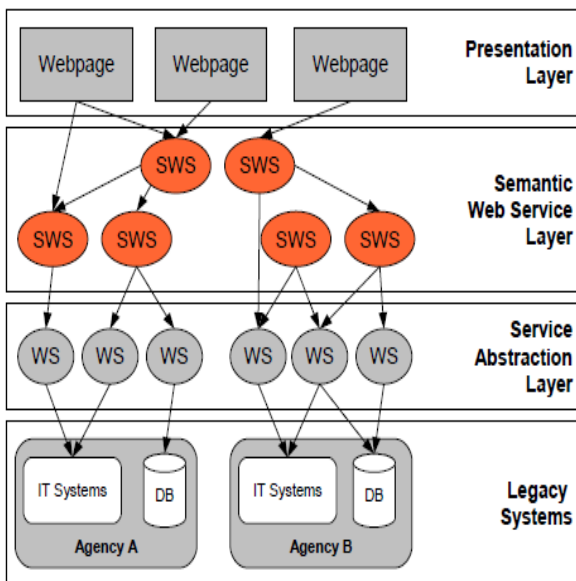 Webpage
Webpage
Webpage
Presentation
Layer
SWS
SWS
SWS
SWS
SWS
SWS
Semantic
Web Service
Layer
WS
WS
WS
WS
WS
WS
Service
Abstraction
Layer
IT Systems
DB
Agency A
IT Systems
DB
Agency B
Legacy
Systems